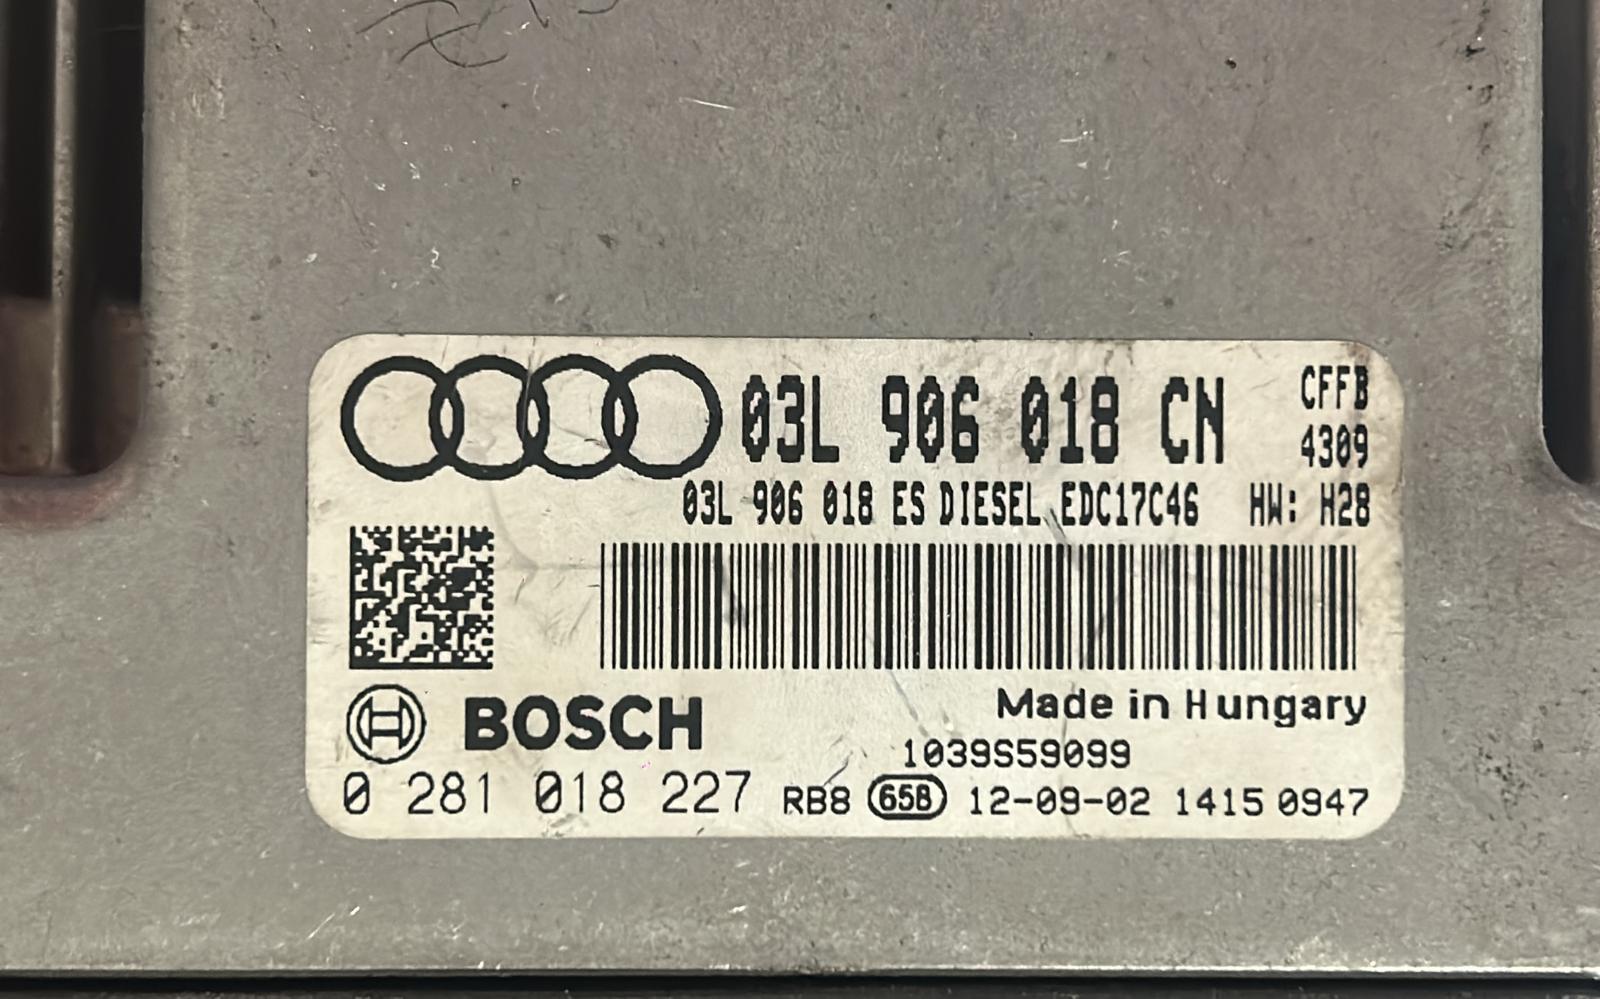 03L 906 018 CN CFFB
4309
03L 906 018 ES DIESEL EDC17C46 HW: H28
BOSCH
Made in Hungary
1039S59099
0 281 018 227 RB8 65B 12-09-02 1415 0947